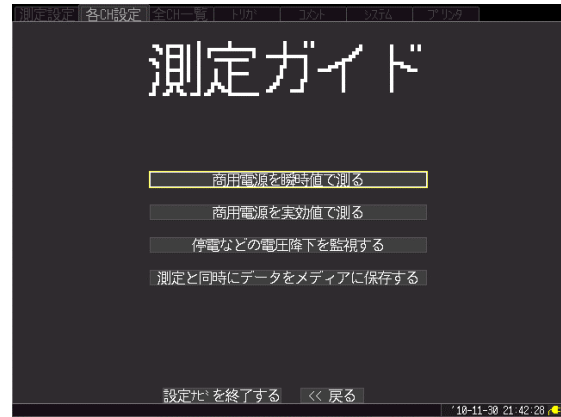 測定設定 各CH設定 全CH一覧 トリガ コメント システム プリンタ
測定ガイド
商用電源を瞬時値で測る
商用電源を実効値で測る
停電などの電圧降下を監視する
測定と同時にデータをメディアに保存する
設定ナビを終了する << 戻る
'10-11-30 21:42:28